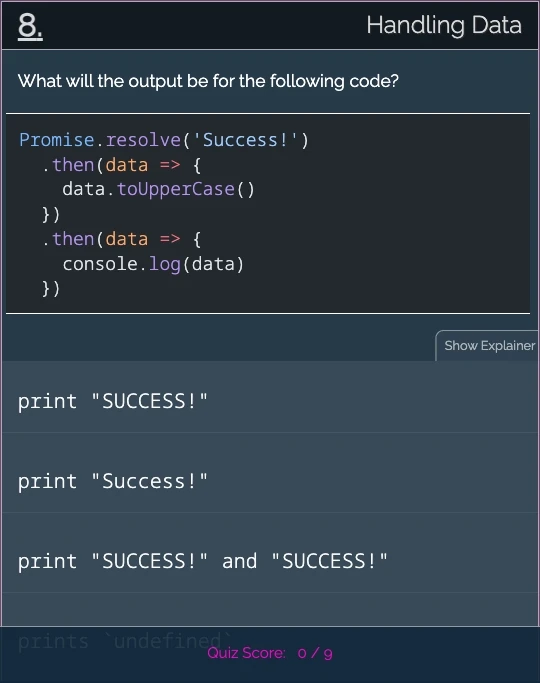 8.
Handling Data
What will the output be for the following code?
Promise.resolve('Success!')
  .then(data => {
    data.toUpperCase()
  })
  .then(data => {
    console.log(data)
  })
Show Explainer
print "SUCCESS!"
print "Success!"
print "SUCCESS!" and "SUCCESS!"
prints `undefined`
Quiz Score: 0 / 9